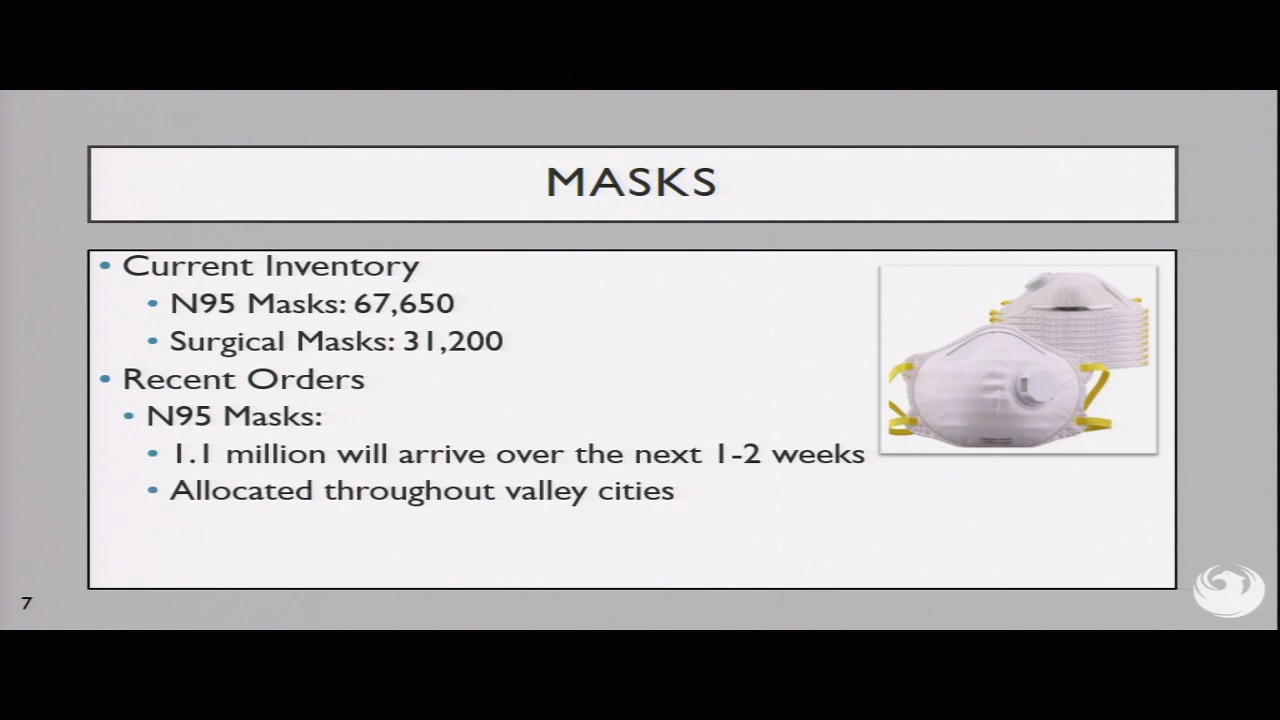 MASKS
• Current Inventory
• N95 Masks: 67,650
• Surgical Masks: 31,200
• Recent Orders
• N95 Masks:
• 1.1 million will arrive over the next 1-2 weeks
• Allocated throughout valley cities
7